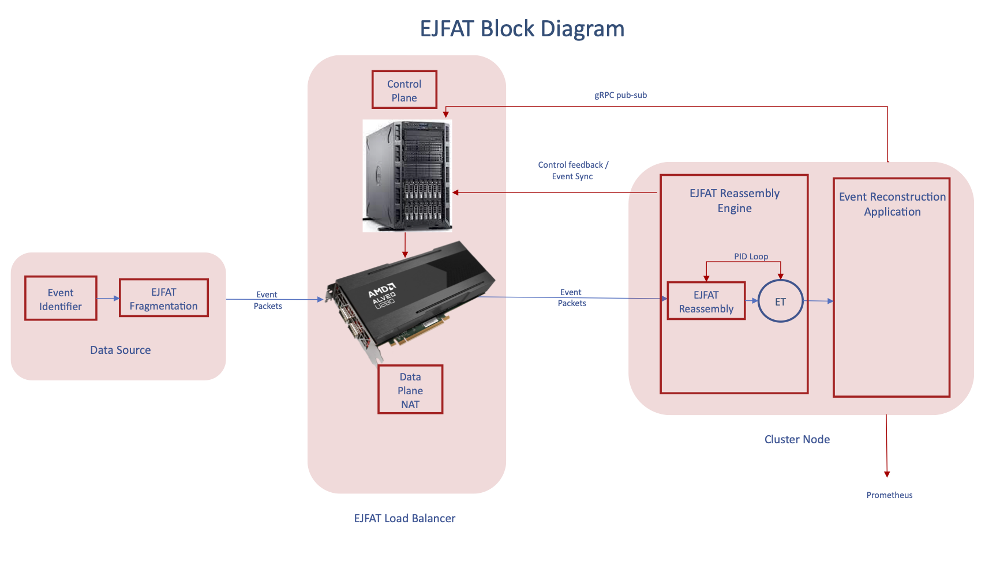 EJFAT Block Diagram
Control
Plane
gRPC pub-sub
Control feedback /
Event Sync
EJFAT Reassembly
Engine
Event Reconstruction
Application
PID Loop
Event
Identifier
EJFAT
Fragmentation
Event
Packets
AMD
ALVEO
U280
Event
Packets
EJFAT
Reassembly
ET
Data Source
Data
Plane
NAT
Cluster Node
Prometheus
EJFAT Load Balancer